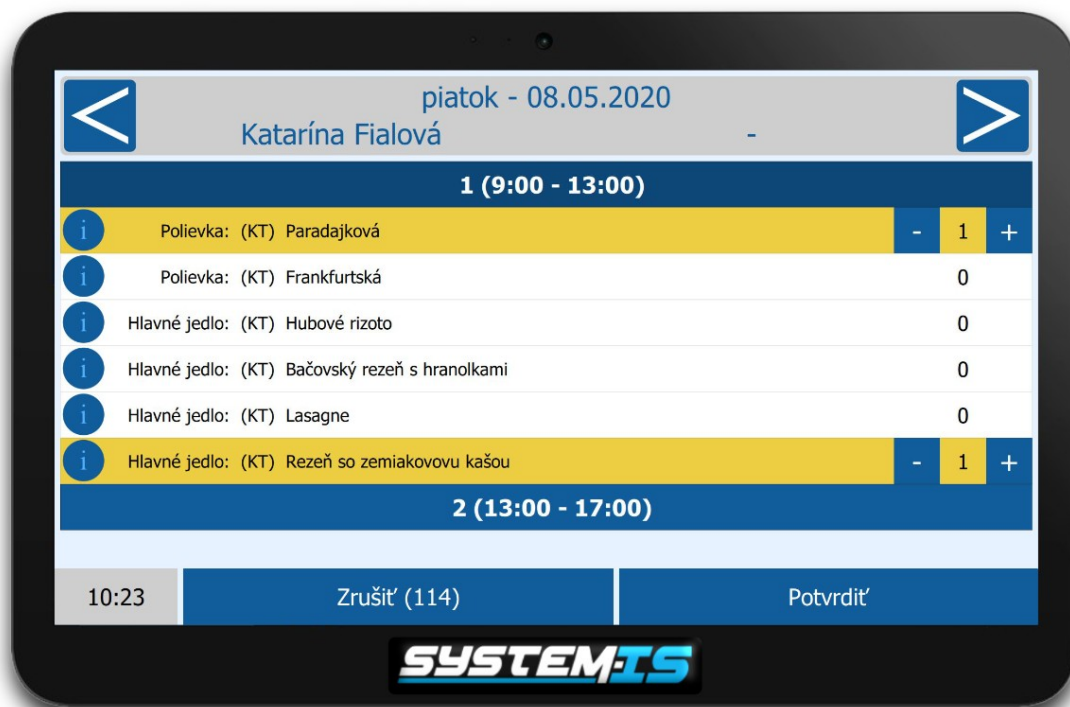 < piatok - 08.05.2020 >
Katarína Fialová -
1 (9:00 - 13:00)
i Polievka: (KT) Paradajková - 1 +
i Polievka: (KT) Frankfurtská 0
i Hlavné jedlo: (KT) Hubové rizoto 0
i Hlavné jedlo: (KT) Bačovský rezeň s hranolkami 0
i Hlavné jedlo: (KT) Lasagne 0
i Hlavné jedlo: (KT) Rezeň so zemiakovovu kašou - 1 +
2 (13:00 - 17:00)
10:23 Zrušiť (114) Potvrdiť
SYSTEM-IS